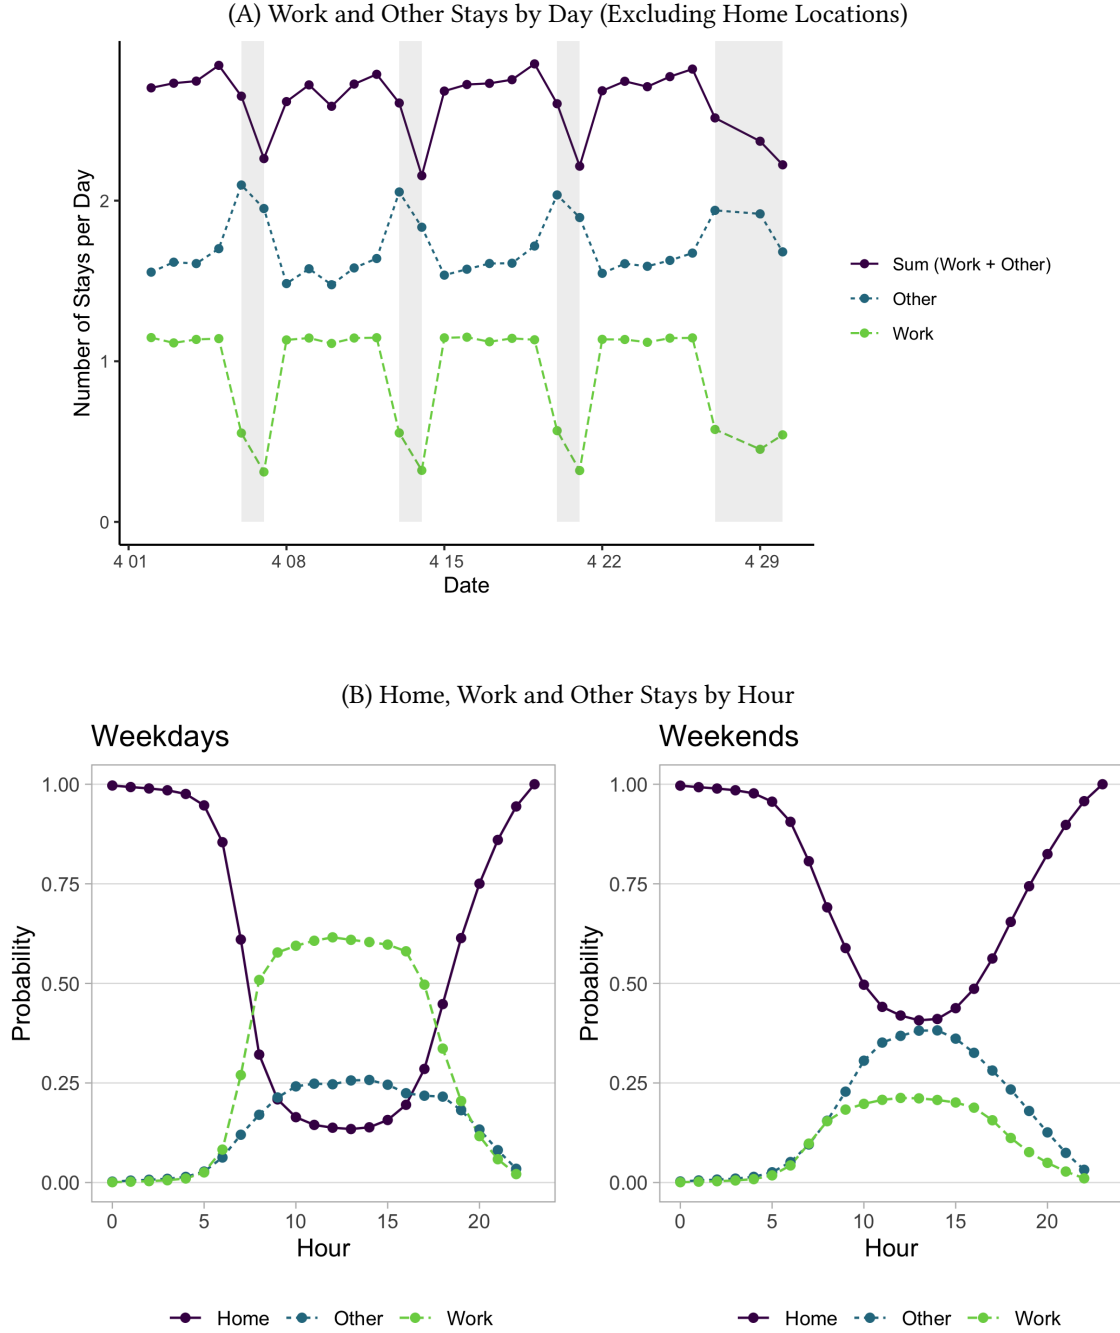 (A) Work and Other Stays by Day (Excluding Home Locations)
Number of Stays per Day
2
1
0
4 01
4 08
4 15
4 22
4 29
Date
Sum (Work + Other)
Other
Work
(B) Home, Work and Other Stays by Hour
Weekdays
Probability
1.00
0.75
0.50
0.25
0.00
0
5
10
15
20
Hour
Home
Other
Work
Weekends
Probability
1.00
0.75
0.50
0.25
0.00
0
5
10
15
20
Hour
Home
Other
Work